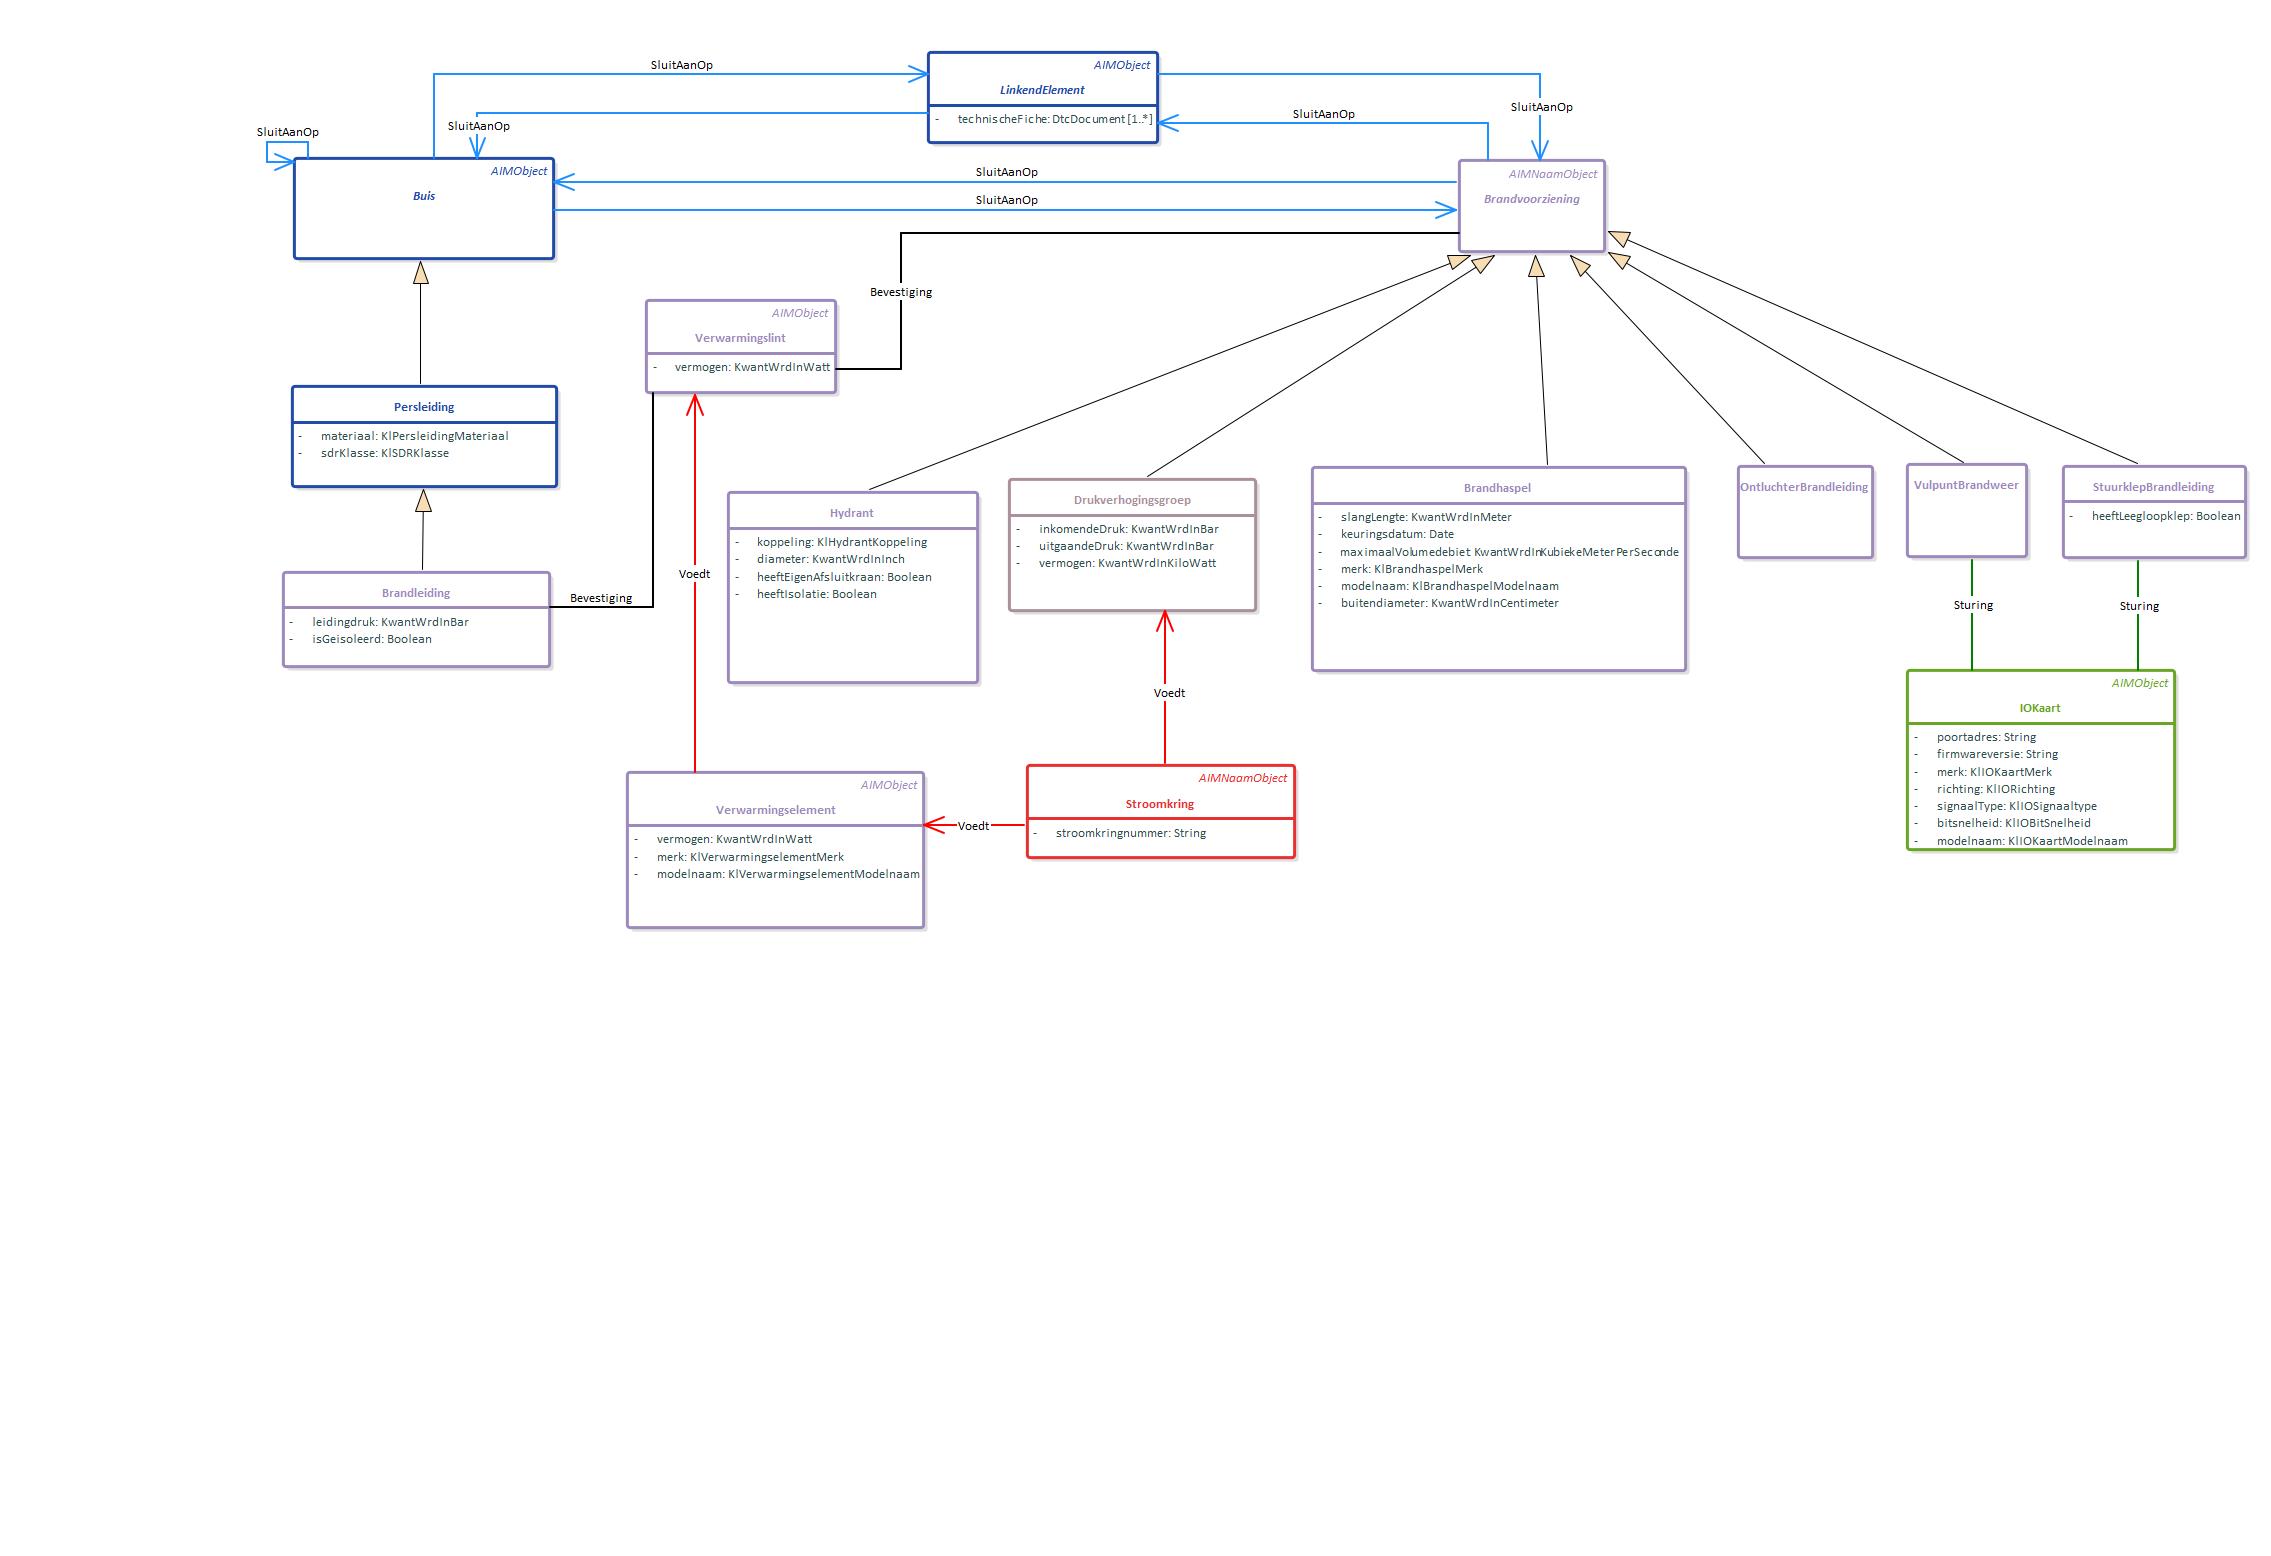 SluitAanOp
AIMObject
LinkendElement
- technischeFiche: DtcDocument [1..*]
SluitAanOp
SluitAanOp
SluitAanOp
SluitAanOp
AIMObject
Buis
SluitAanOp
SluitAanOp
AIMNaamObject
Brandvoorziening
Bevestiging
AIMObject
Verwarmingslint
- vermogen: KwantWrdInWatt
Persleiding
- materiaal: KlPersleidingMateriaal
- sdrKlasse: KlSDRKlasse
Brandleiding
- leidingdruk: KwantWrdInBar
- isGeisoleerd: Boolean
Bevestiging
Voedt
Hydrant
- koppeling: KlHydrantKoppeling
- diameter: KwantWrdInInch
- heeftEigenAfsluitkraan: Boolean
- heeftIsolatie: Boolean
Drukverhogingsgroep
- inkomendeDruk: KwantWrdInBar
- uitgaandeDruk: KwantWrdInBar
- vermogen: KwantWrdInKiloWatt
Brandhaspel
- slangLengte: KwantWrdInMeter
- keuringsdatum: Date
- maximaalVolumedebiet KwantWrdInKubiekeMeterPerSeconde
- merk: KlBrandhaspelMerk
- modelnaam: KlBrandhaspelModelnaam
- buitendiameter: KwantWrdInCentimeter
OntluchterBrandleiding
VulpuntBrandweer
StuurklepBrandleiding
- heeftLeegloopklep: Boolean
Sturing
Sturing
Voedt
AIMObject
IOKaart
- poortadres: String
- firmwareversie: String
- merk: KlIOKaartMerk
- richting: KlIORichting
- signaalType: KlIOSignaaltype
- bitsnelheid: KlIOBitSnelheid
- modelnaam: KlIOKaartModelnaam
AIMObject
Verwarmingselement
- vermogen: KwantWrdInWatt
- merk: KlVerwarmingselementMerk
- modelnaam: KlVerwarmingselementModelnaam
Voedt
AIMNaamObject
Stroomkring
- stroomkringnummer: String